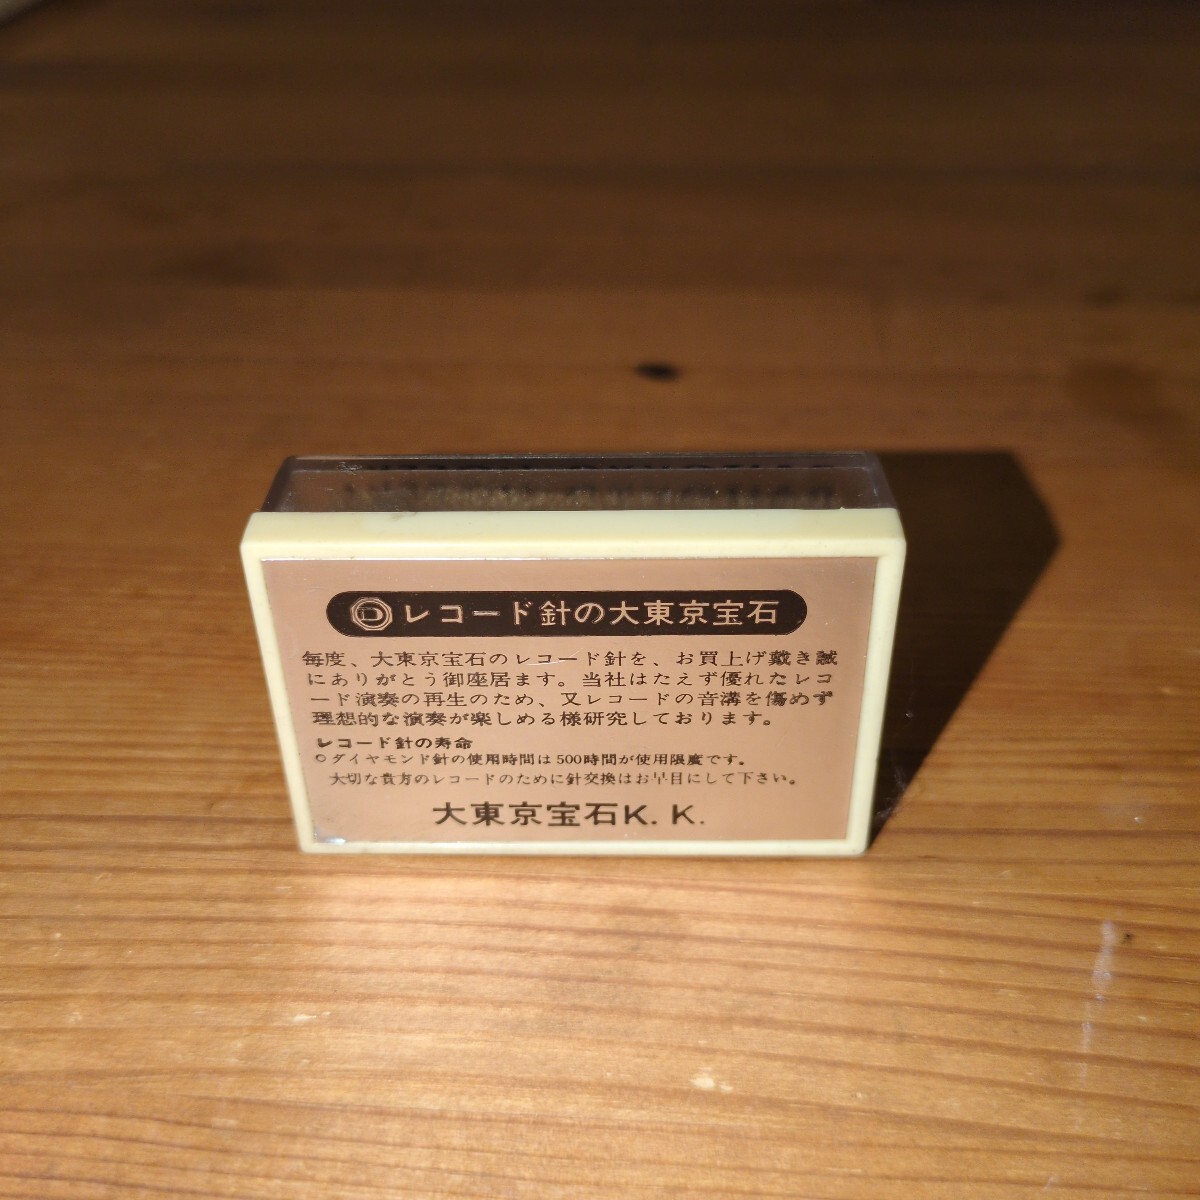 D レコード針の大東京宝石
毎度、大東京宝石のレコード針を、お買上げ戴き誠
にありがとう御座居ます。当社はたえず優れたレコ
ード演奏の再生のため、又レコードの音溝を傷めず
理想的な演奏が楽しめる様研究しております。
レコード針の寿命
○ダイヤモンド針の使用時間は500時間が使用限度です。
大切な貴方のレコードのために針交換はお早目にして下さい。
大東京宝石K.K.